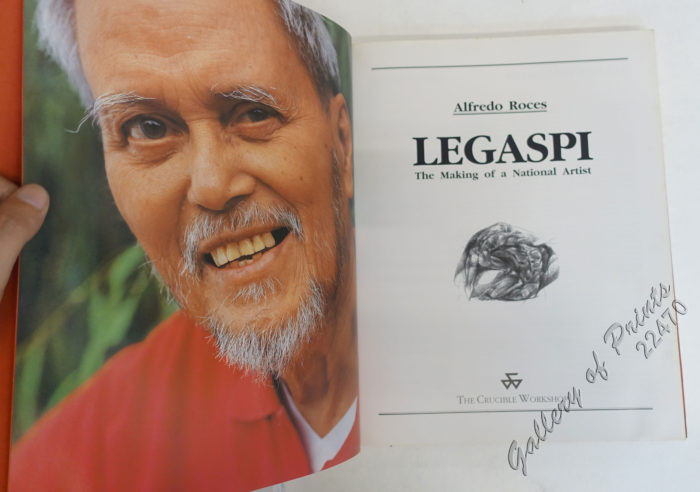 Alfredo Roces
LEGASPI
The Making of a National Artist
THE CRUCIBLE WORKSHOP
Gallery of Prints
22470